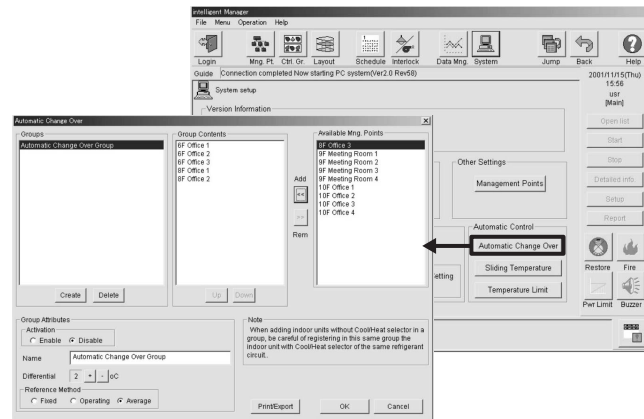 intelligent Manager
File Menu Operation Help
Login Mng. Pt. Ctrl. Gr. Layout Schedule Interlock Data Mng. System Jump Back Help
Guide Connection completed Now starting PC system(Ver2.0 Rev58)
2001/11/15(Thu)
15:56
usr
[Main]
System setup
Version Information
Open list
Start
Stop
Detailed info.
Setup
Report
Restore Fire
Pwr Limit Buzzer
Other Settings
Management Points
Automatic Control
Automatic Change Over
Sliding Temperature
Temperature Limit
etting
Automatic Change Over
Groups
Automatic Change Over Group
Create Delete
Group Contents
6F Office 1
6F Office 2
6F Office 3
8F Office 1
8F Office 2
Up Down
Add
<<
>>
Rem
Available Mng. Points
8F Office 3
9F Meeting Room 1
9F Meeting Room 2
9F Meeting Room 3
9F Meeting Room 4
10F Office 1
10F Office 2
10F Office 3
10F Office 4
Group Attributes
Activation
Enable Disable
Name Automatic Change Over Group
Differential 2 + - oC
Reference Method
Fixed Operating Average
Note
When adding indoor units without Cool/Heat selector in a
group, be careful of registering in this same group the
indoor unit with Cool/Heat selector of the same refrigerant
circuit..
Print/Export OK Cancel